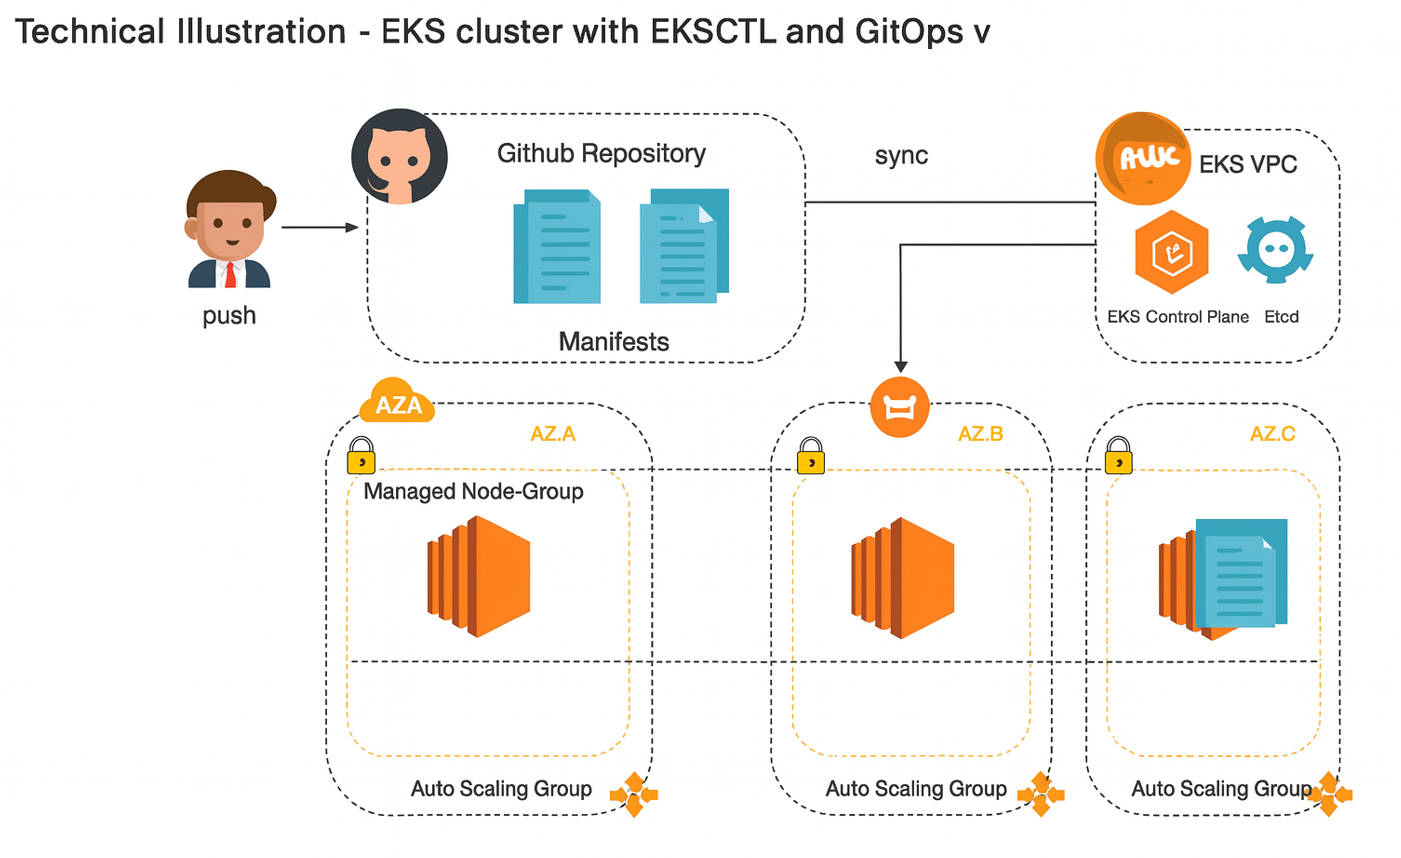 Technical Illustration - EKS cluster with EKSCTL and GitOps v
Github Repository
sync
AWC
EKS VPC
push
EKS Control Plane
Etcd
Manifests
AZA
AZ.A
AZ.B
AZ.C
Managed Node-Group
Auto Scaling Group
Auto Scaling Group
Auto Scaling Group